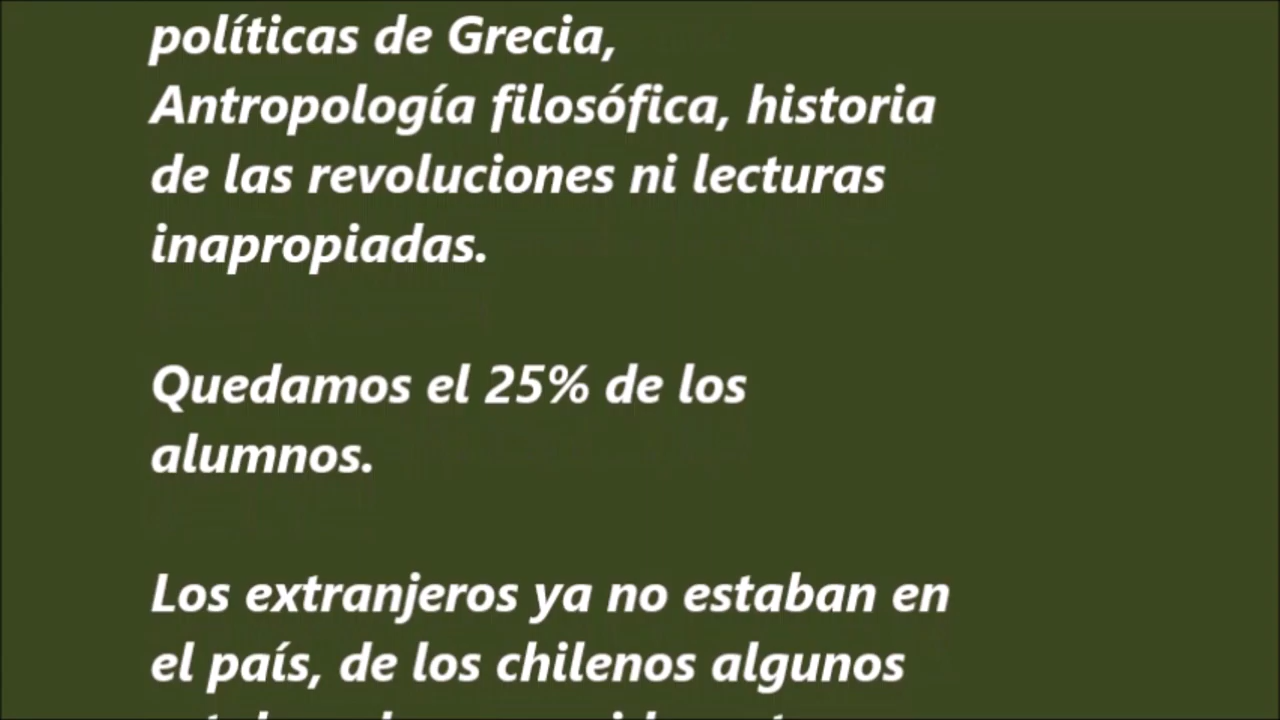 políticas de Grecia,
Antropología filosófica, historia
de las revoluciones ni lecturas
inapropiadas.
Quedamos el 25% de los
alumnos.
Los extranjeros ya no estaban en
el país, de los chilenos algunos